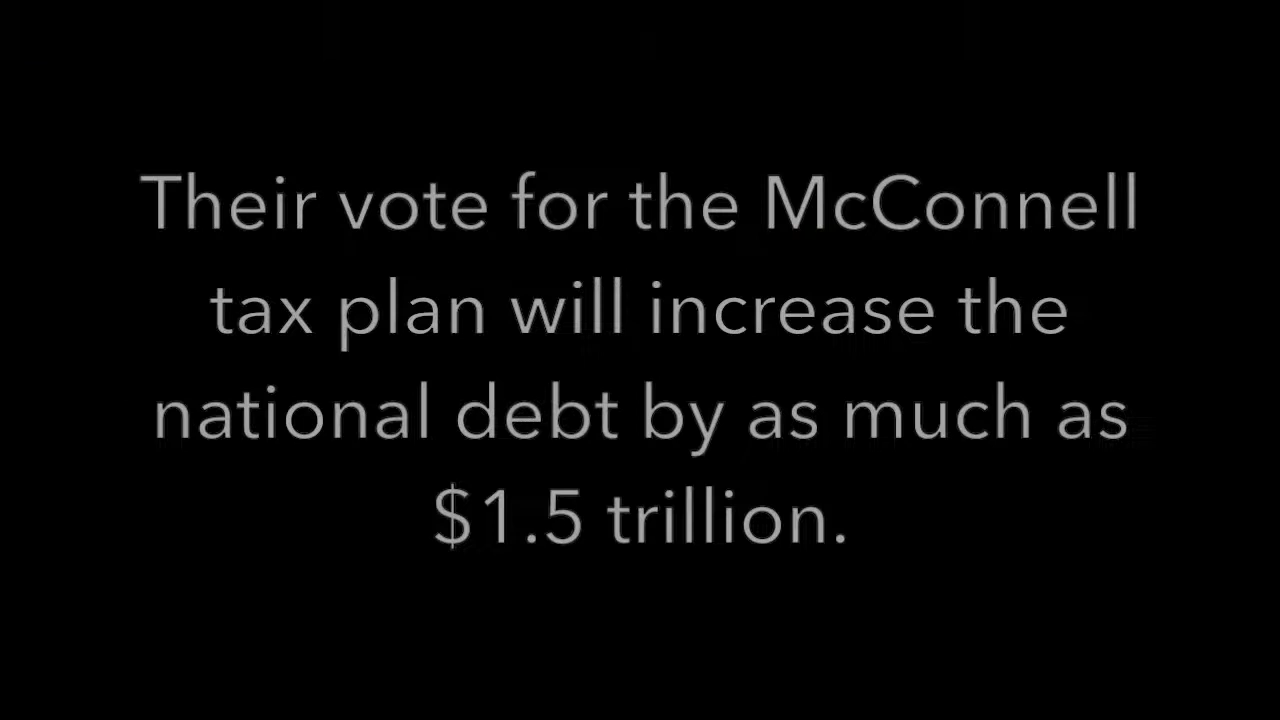 Their vote for the McConnell
tax plan will increase the
national debt by as much as
$1.5 trillion.